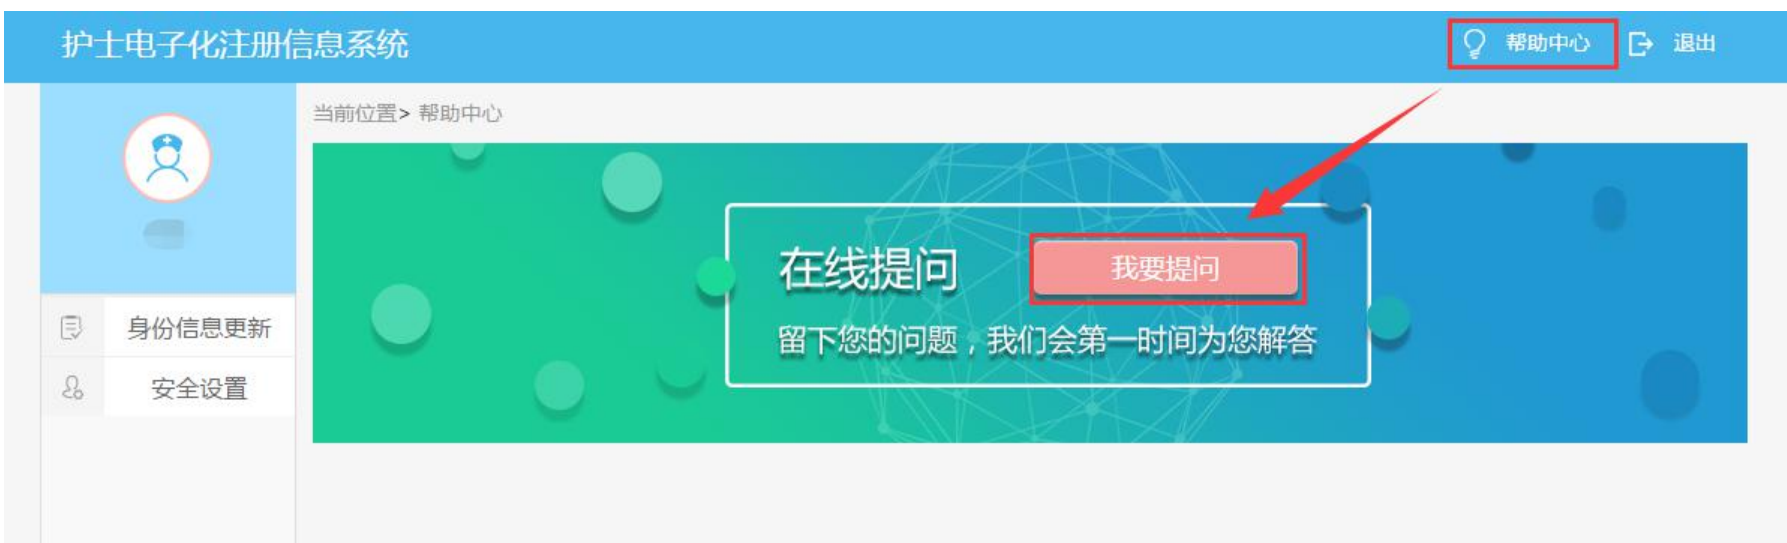 护士电子化注册信息系统
帮助中心
退出
当前位置> 帮助中心
在线提问
我要提问
留下您的问题，我们会第一时间为您解答
身份信息更新
安全设置